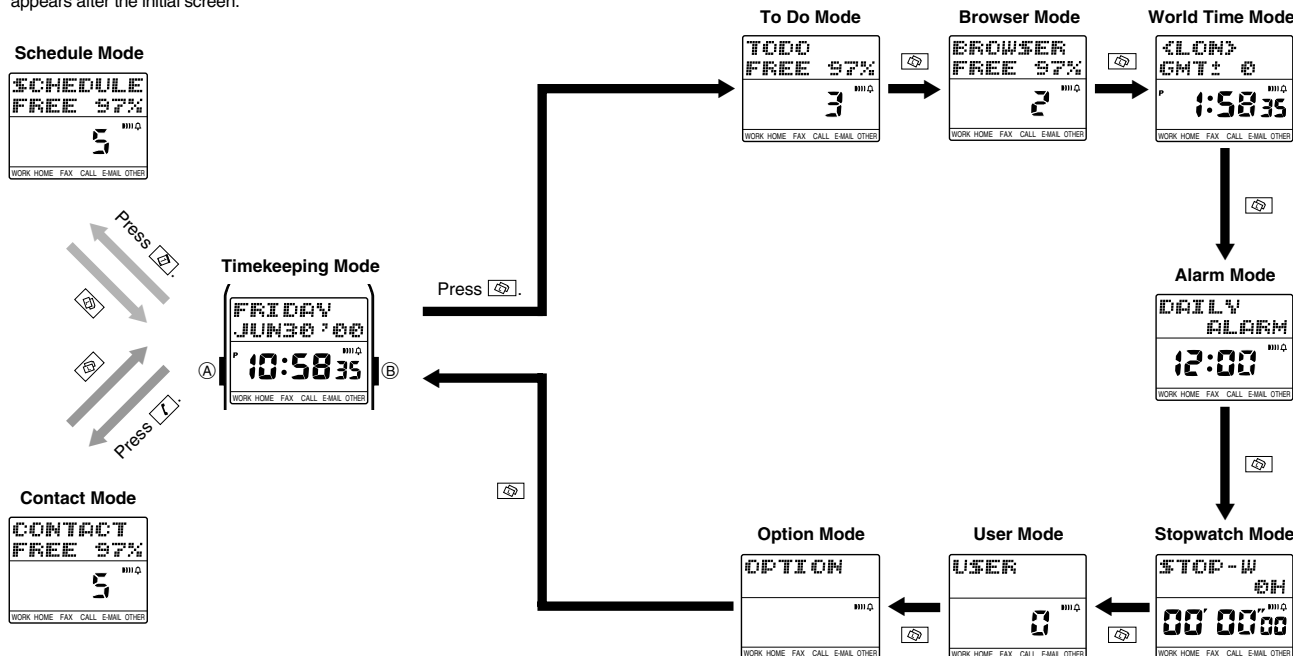 appears after the initial screen.
To Do Mode
TODO
FREE 97%
3
WORK HOME FAX CALL E-MAIL OTHER
Browser Mode
BROWSER
FREE 97%
2
WORK HOME FAX CALL E-MAIL OTHER
World Time Mode
<LON>
GMT± 0
P 1:58 35
WORK HOME FAX CALL E-MAIL OTHER
Schedule Mode
SCHEDULE
FREE 97%
5
WORK HOME FAX CALL E-MAIL OTHER
Press .
Timekeeping Mode
FRIDAY
JUN30'00
P 10:58 35
WORK HOME FAX CALL E-MAIL OTHER
A
B
Press .
Alarm Mode
DAILY
ALARM
12:00
WORK HOME FAX CALL E-MAIL OTHER
Press .
Contact Mode
CONTACT
FREE 97%
5
WORK HOME FAX CALL E-MAIL OTHER
Option Mode
OPTION
WORK HOME FAX CALL E-MAIL OTHER
User Mode
USER
0
WORK HOME FAX CALL E-MAIL OTHER
Stopwatch Mode
STOP-W
0H
00' 00" 00
WORK HOME FAX CALL E-MAIL OTHER